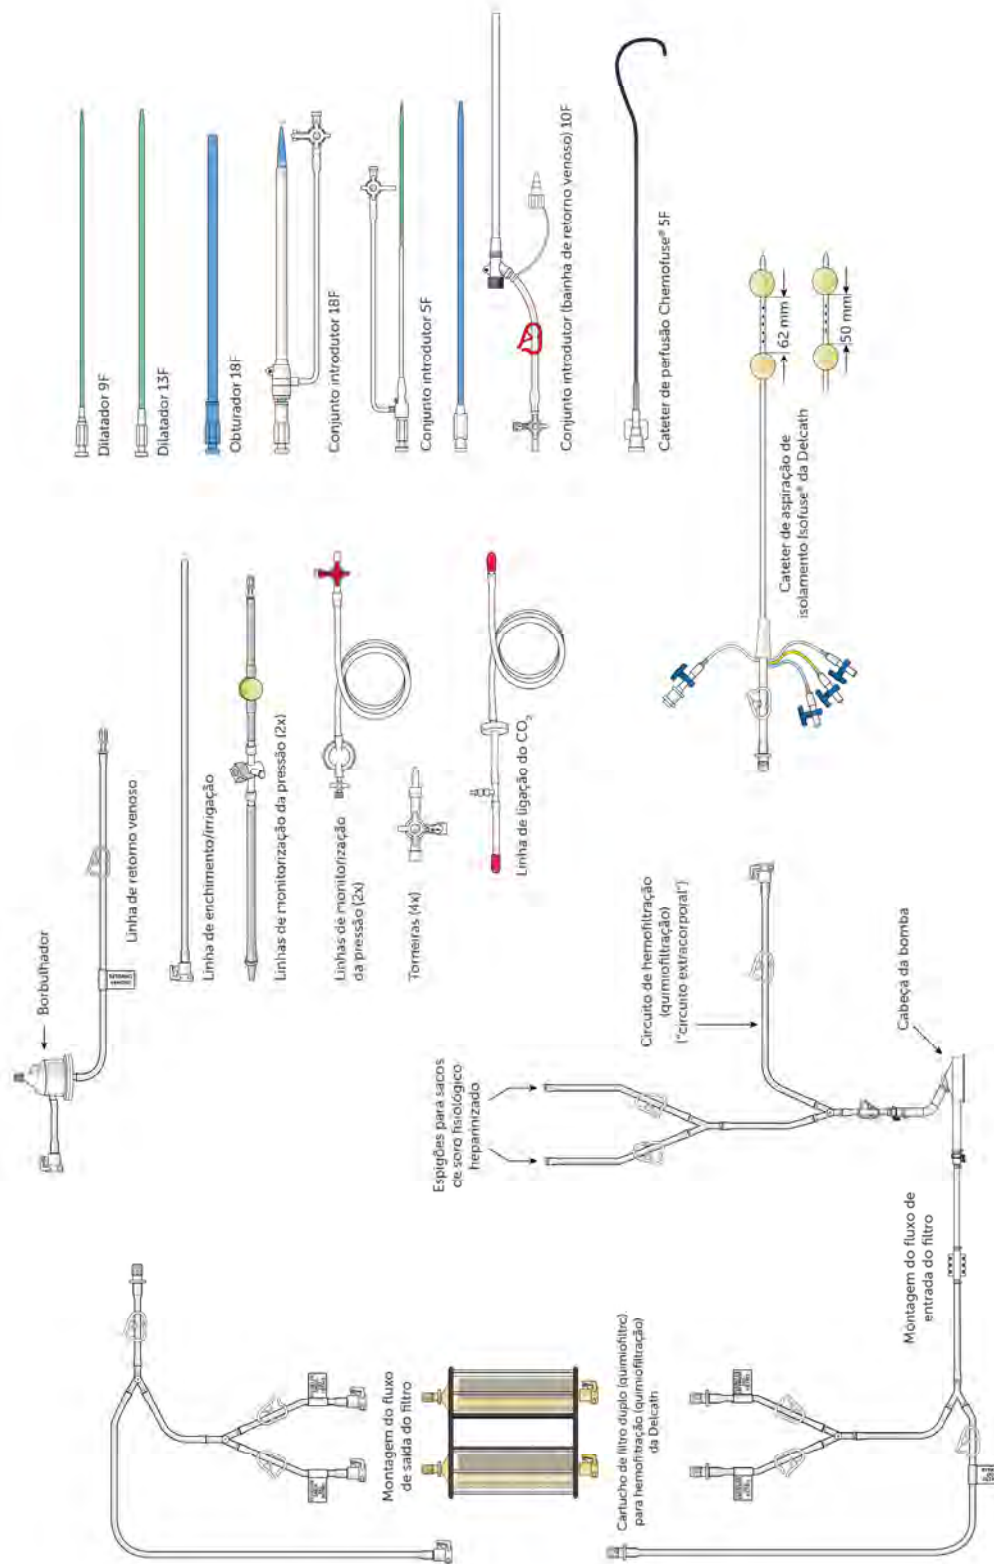 Dilatador 9F
Dilatador 13F
Obturador 18F
Conjunto introdutor 18F
Conjunto introdutor 5F
Conjunto introdutor (bainha de retorno venoso) 10F
Cateter de perfusão Chemofuse® 5F
62 mm
50 mm
Cateter de aspiração de
isolamento Isofuse® da Delcath
Borbulhador
Linha de retorno venoso
Linha de enchimento/irrigação
Linhas de monitorização da pressão (2x)
Linhas de monitorização
da pressão (2x)
Torneiras (4x)
Linha de ligação do CO₂
Espigões para sacos
de soro fisiológico
heparinizado
Circuito de hemofiltração
(quimiofiltração)
("circuito extracorporal")
Cabeça da bomba
Montagem do fluxo
de saída do filtro
Cartucho de filtro duplo (quimiofiltro)
para hemofiltração (quimiofiltração)
da Delcath
Montagem do fluxo de
entrada do filtro